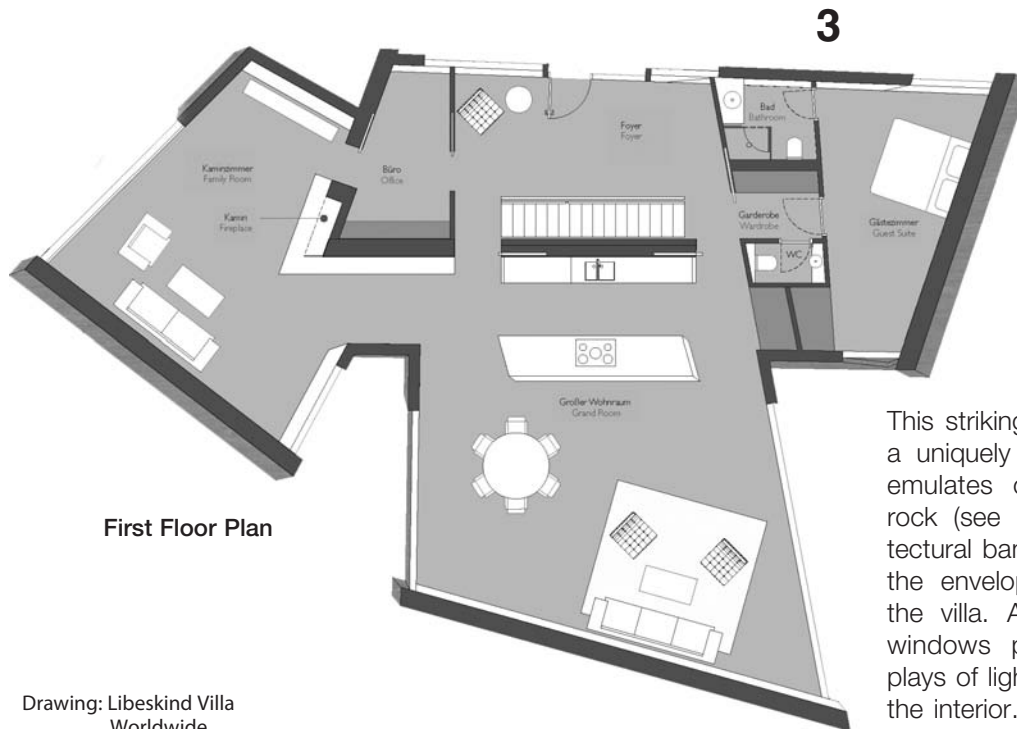 3
Bad
Bathroom
Foyer
Foyer
Kaminzimmer
Family Room
Büro
Office
Kamin
Fireplace
Garderobe
Wardrobe
Gästezimmer
Guest Suite
WC
Großer Wohnraum
Grand Room
First Floor Plan
This striking
a uniquely
emulates
rock (see
tectural bar
the envelop
the villa. A
windows p
plays of ligh
the interior.
Drawing: Libeskind Villa
Worldwide